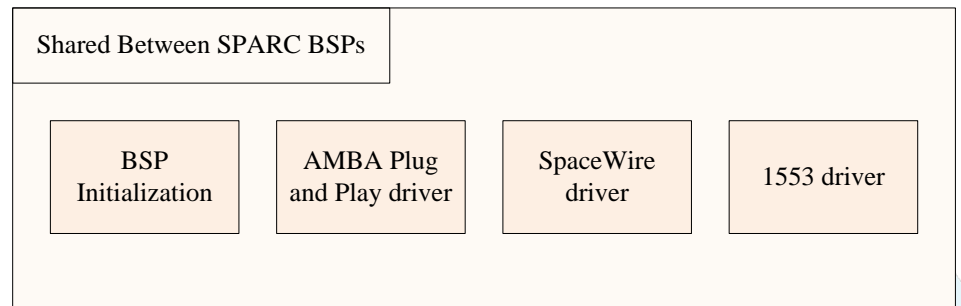 Shared Between SPARC BSPs
BSP
Initialization
AMBA Plug
and Play driver
SpaceWire
driver
1553 driver